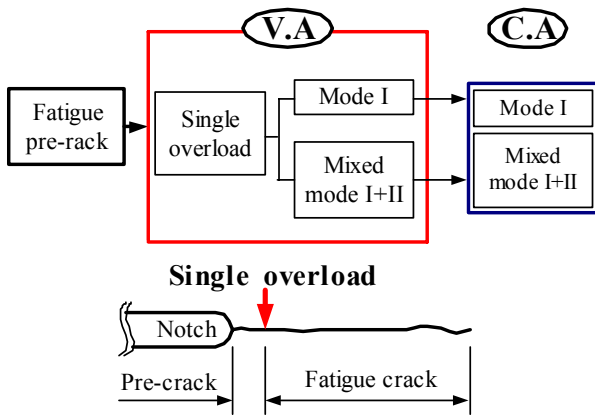 V.A
C.A
Fatigue
pre-rack
Single
overload
Mode I
Mixed
mode I+II
Mode I
Mixed
mode I+II
Single overload
Notch
Pre-crack
Fatigue crack